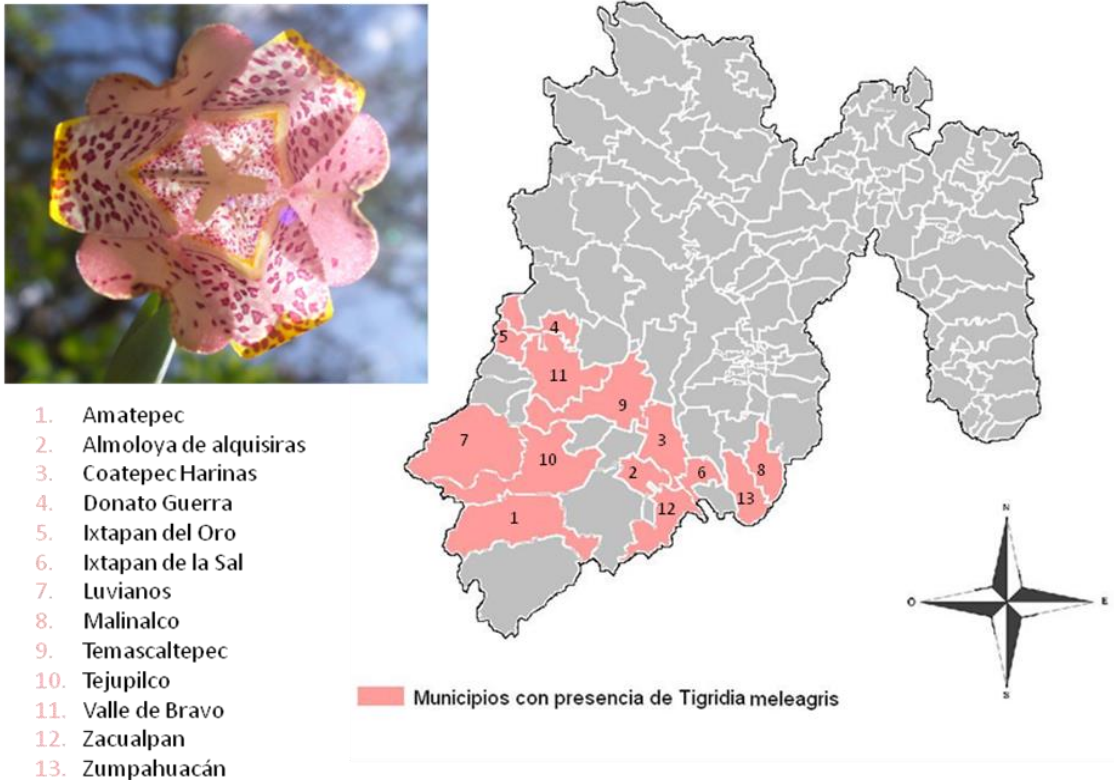 1. Amatepec
2. Almoloya de alquisiras
3. Coatepec Harinas
4. Donato Guerra
5. Ixtapan del Oro
6. Ixtapan de la Sal
7. Luvianos
8. Malinalco
9. Temascaltepec
10. Tejupilco
11. Valle de Bravo
12. Zacualpan
13. Zumpahuacán
5
4
11
9
7
3
10
2
6
8
13
12
1
N
O
E
S
Municipios con presencia de Tigridia meleagris